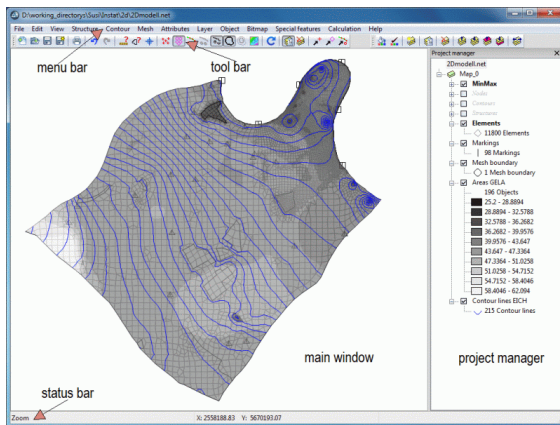 D:\working_directorys\Susi\Instat\2d\2Dmodell.net
File Edit View Structure Contour Mesh Attributes Layer Object Bitmap Special features Calculation Help
menu bar
tool bar
Project manager
2Dmodell.net
Map_0
MinMax
Knots
Contours
Structures
Elements
11800 Elements
Markings
98 Markings
Mesh boundary
1 Mesh boundary
Areas GELA
196 Objects
25.2 - 28.8894
28.8894 - 32.5788
32.5788 - 36.2682
36.2682 - 39.9576
39.9576 - 43.647
43.647 - 47.3364
47.3364 - 51.0258
51.0258 - 54.7152
54.7152 - 58.4046
58.4046 - 62.094
Contour lines EICH
215 Contour lines
main window
project manager
status bar
Zoom
X: 2558188.83 Y: 5670193.07